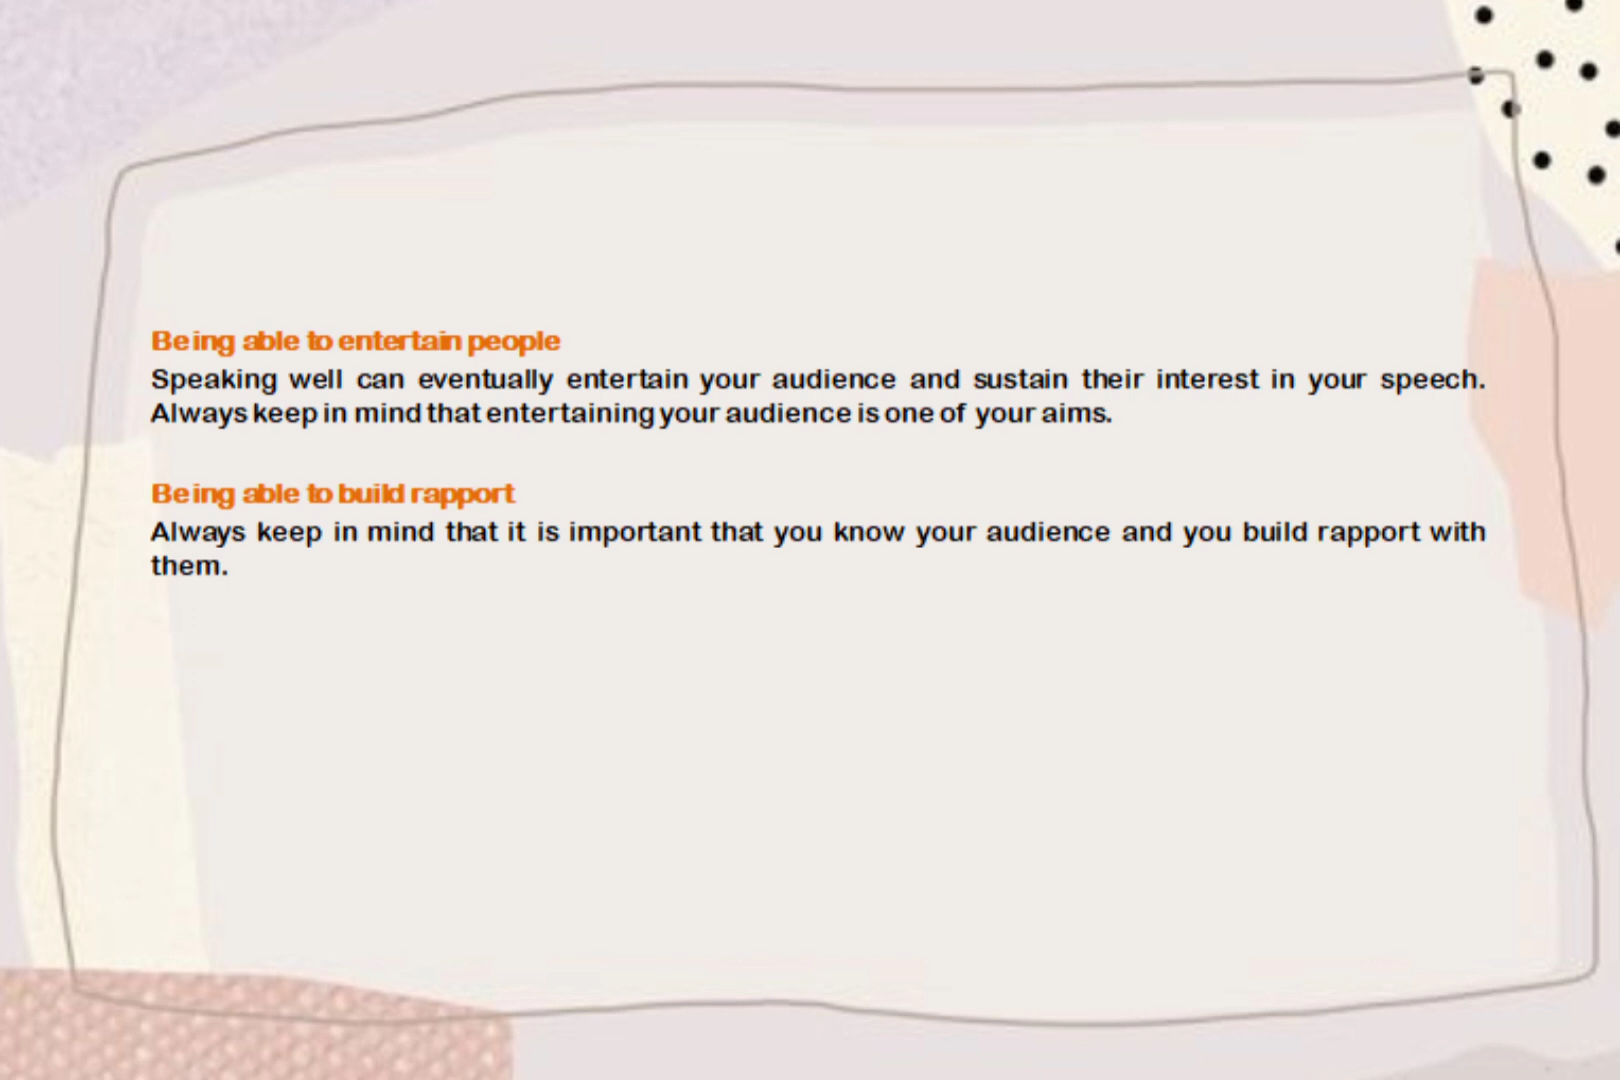 Being able to entertain people
Speaking well can eventually entertain your audience and sustain their interest in your speech.
Always keep in mind that entertaining your audience is one of your aims.
Being able to build rapport
Always keep in mind that it is important that you know your audience and you build rapport with
them.